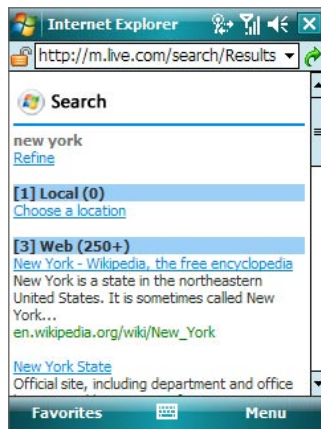 Internet Explorer
http://m.live.com/search/Results
Search
new york
Refine
[1] Local (0)
Choose a location
[3] Web (250+)
New York - Wikipedia, the free encyclopedia
New York is a state in the northeastern
United States. It is sometimes called New
York...
en.wikipedia.org/wiki/New_York
New York State
Official site, including department and office
Favorites Menu